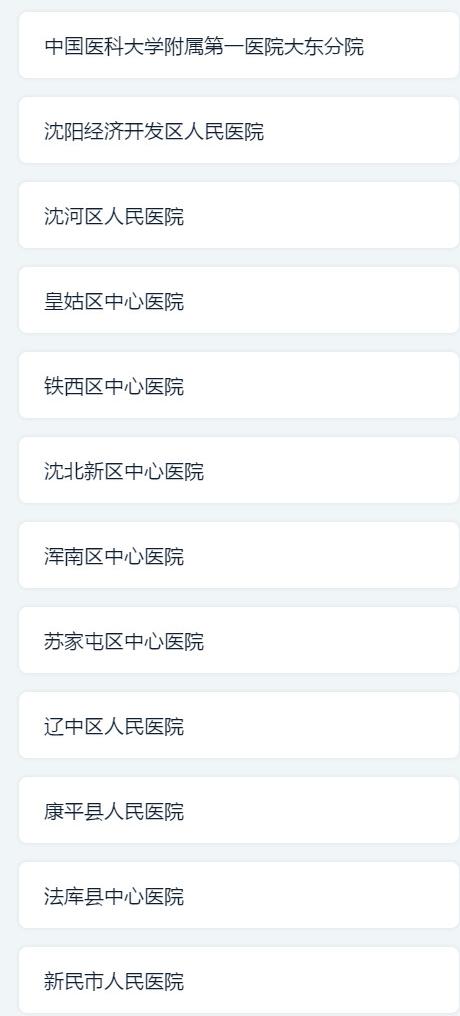 中国医科大学附属第一医院大东分院
沈阳经济开发区人民医院
沈河区人民医院
皇姑区中心医院
铁西区中心医院
沈北新区中心医院
浑南区中心医院
苏家屯区中心医院
辽中区人民医院
康平县人民医院
法库县中心医院
新民市人民医院